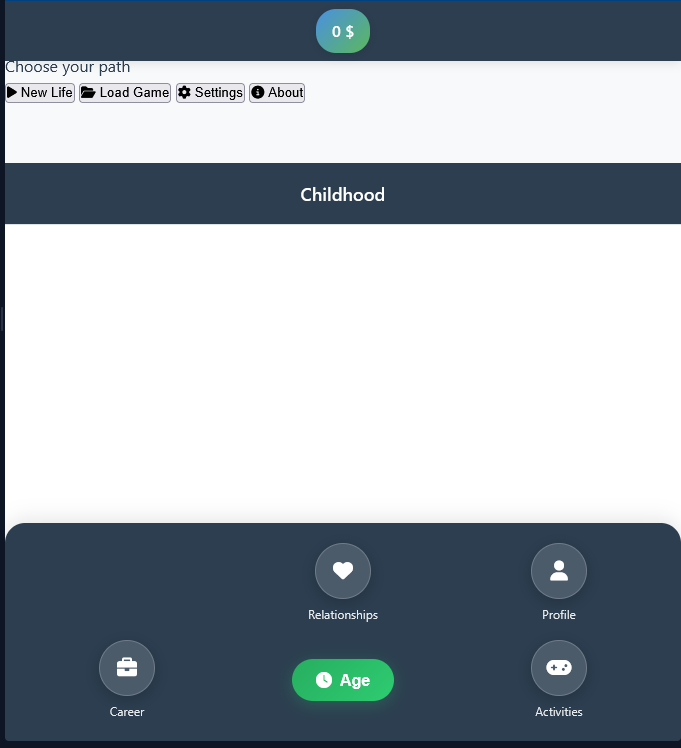 0 $
Choose your path
New Life Load Game Settings About
Childhood
Relationships Profile
Career Age Activities